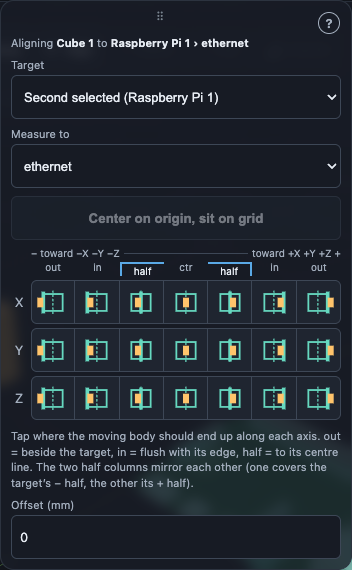 ?
Aligning Cube 1 to Raspberry Pi 1 › ethernet
Target
Second selected (Raspberry Pi 1)
Measure to
ethernet
Center on origin, sit on grid
− toward −X −Y −Z toward +X +Y +Z +
out in half ctr half in out
X
Y
Z
Tap where the moving body should end up along each axis. out
= beside the target, in = flush with its edge, half = to its centre
line. The two half columns mirror each other (one covers the
target's − half, the other its + half).
Offset (mm)
0